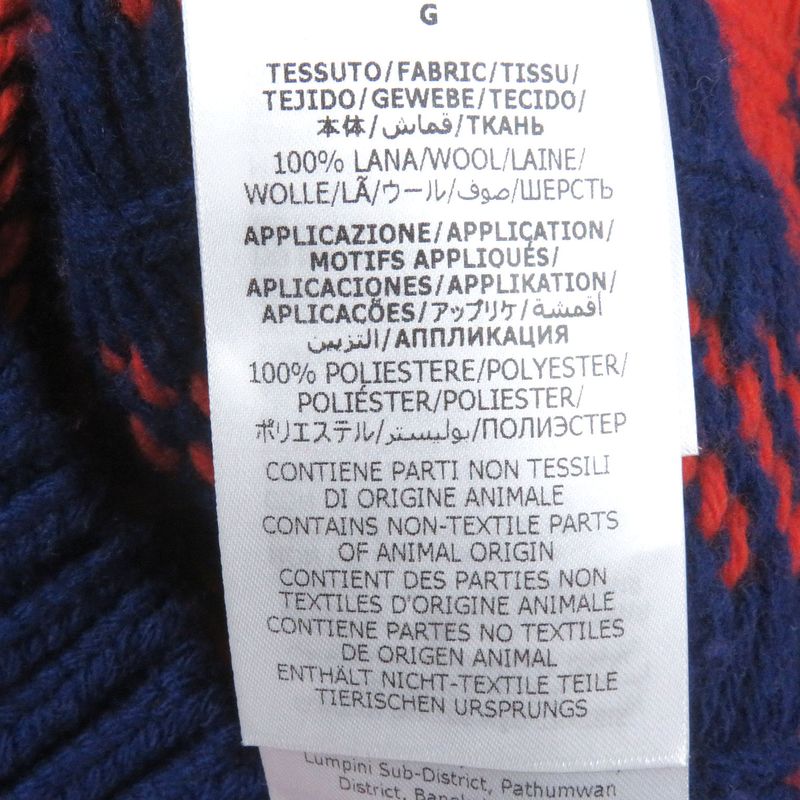 G
TESSUTO/FABRIC/TISSU/
TEJIDO/GEWEBE/TECIDO/
本体/قماش/ТКАНЬ
100% LANA/WOOL/LAINE/
WOLLE/LÃ/ウール/صوف/ШЕРСТЬ
APPLICAZIONE/APPLICATION/
MOTIFS APPLIQUÉS/
APLICACIONES/APPLIKATION/
APLICAÇÕES/アップリケ/أقمشة
التزيين/АППЛИКАЦИЯ
100% POLIESTERE/POLYESTER/
POLIÉSTER/POLIESTER/
ポリエステル/بوليستر/ПОЛИЭСТЕР
CONTIENE PARTI NON TESSILI
DI ORIGINE ANIMALE
CONTAINS NON-TEXTILE PARTS
OF ANIMAL ORIGIN
CONTIENT DES PARTIES NON
TEXTILES D'ORIGINE ANIMALE
CONTIENE PARTES NO TEXTILES
DE ORIGEN ANIMAL
ENTHÄLT NICHT-TEXTILE TEILE
TIERISCHEN URSPRUNGS
Lumpini Sub-District, Pathumwan
District,